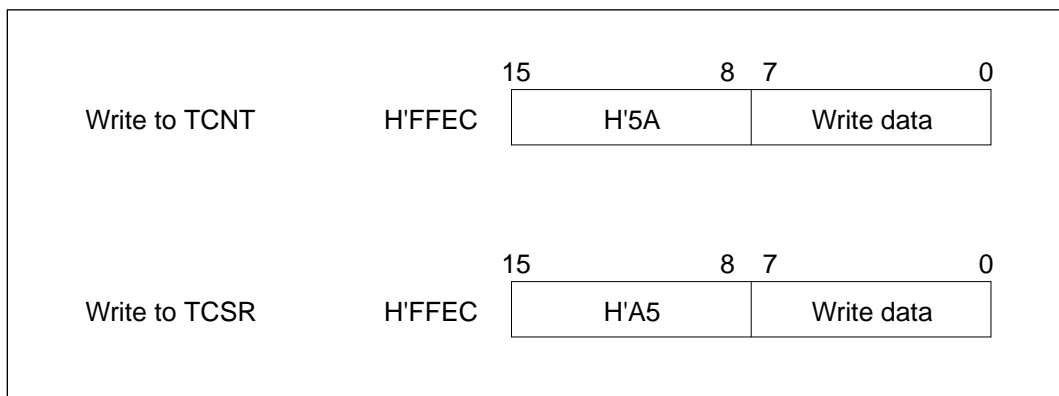 15 8 7 0
Write to TCNT H'FFEC H'5A Write data
15 8 7 0
Write to TCSR H'FFEC H'A5 Write data